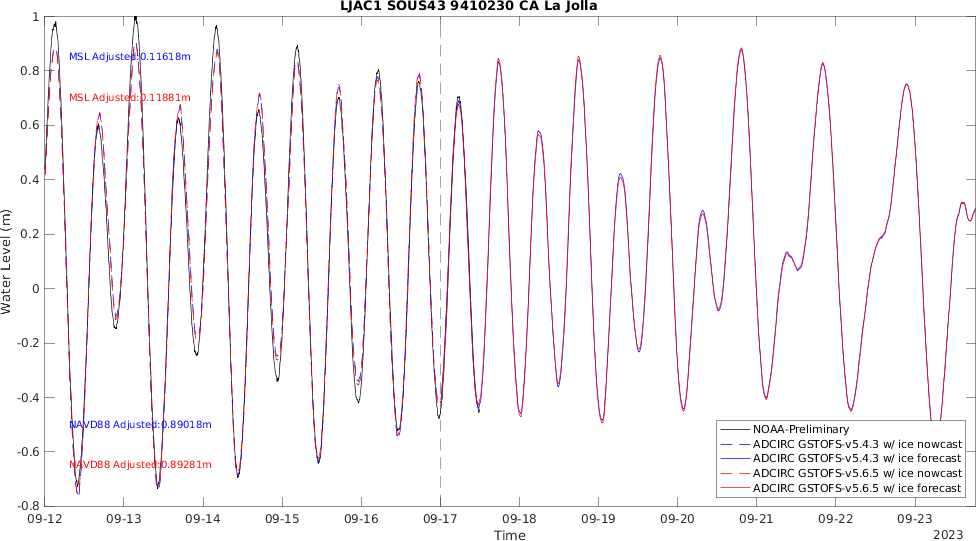 LJAC1 SOUS43 9410230 CA La Jolla
1
0.8
0.6
0.4
0.2
0
-0.2
-0.4
-0.6
-0.8
Water Level (m)
MSL Adjusted:0.11618m
MSL Adjusted:0.11881m
NAVD88 Adjusted:0.89018m
NAVD88 Adjusted:0.89281m
NOAA-Preliminary
ADCIRC GSTOFS-v5.4.3 w/ ice nowcast
ADCIRC GSTOFS-v5.4.3 w/ ice forecast
ADCIRC GSTOFS-v5.6.5 w/ ice nowcast
ADCIRC GSTOFS-v5.6.5 w/ ice forecast
09-12 09-13 09-14 09-15 09-16 09-17 09-18 09-19 09-20 09-21 09-22 09-23
Time
2023